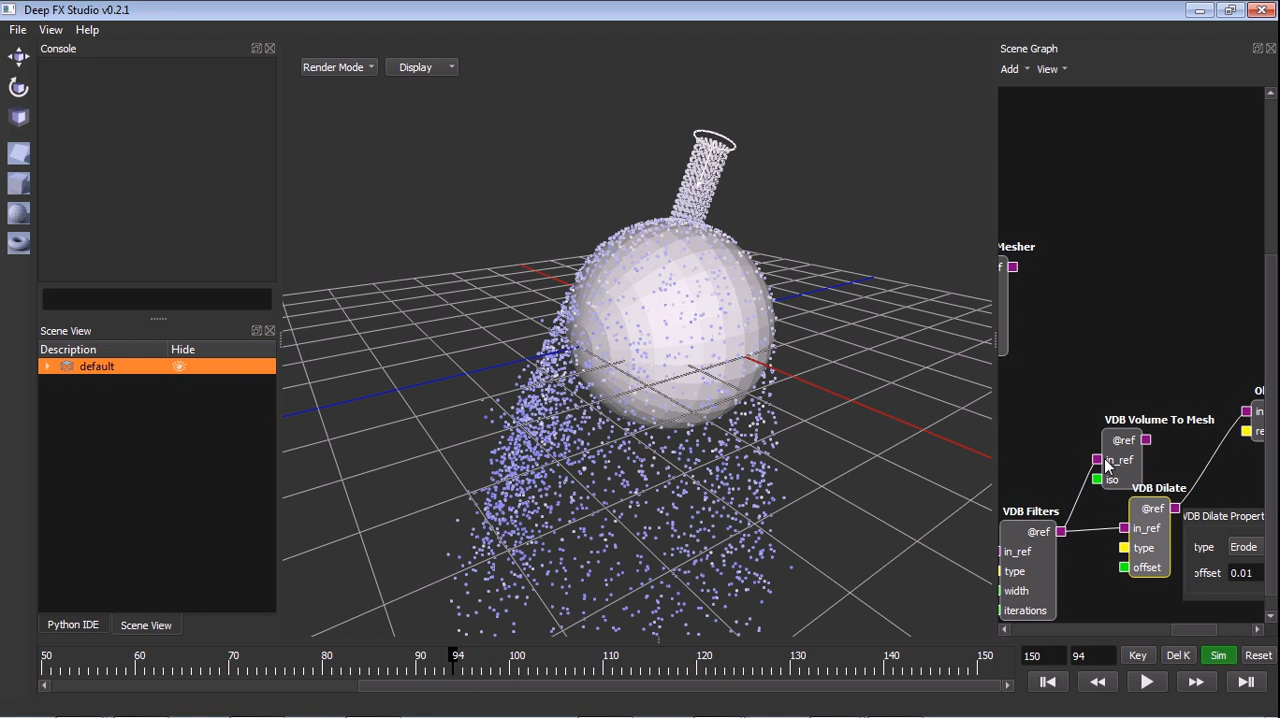 Deep FX Studio v0.2.1
File View Help
Console
Render Mode
Display
Scene Graph
Add View
Mesher
f
VDB Volume To Mesh
@ref
in_ref
iso
in
VDB Dilate
@ref
in_ref
type
offset
VDB Filters
@ref
in_ref
type
width
iterations
VDB Dilate Propert
type Erode
offset 0.01
Scene View
Description Hide
default
Python IDE Scene View
50 60 70 80 90 94 100 110 120 130 140 150
150 94 Key Del K Sim Reset